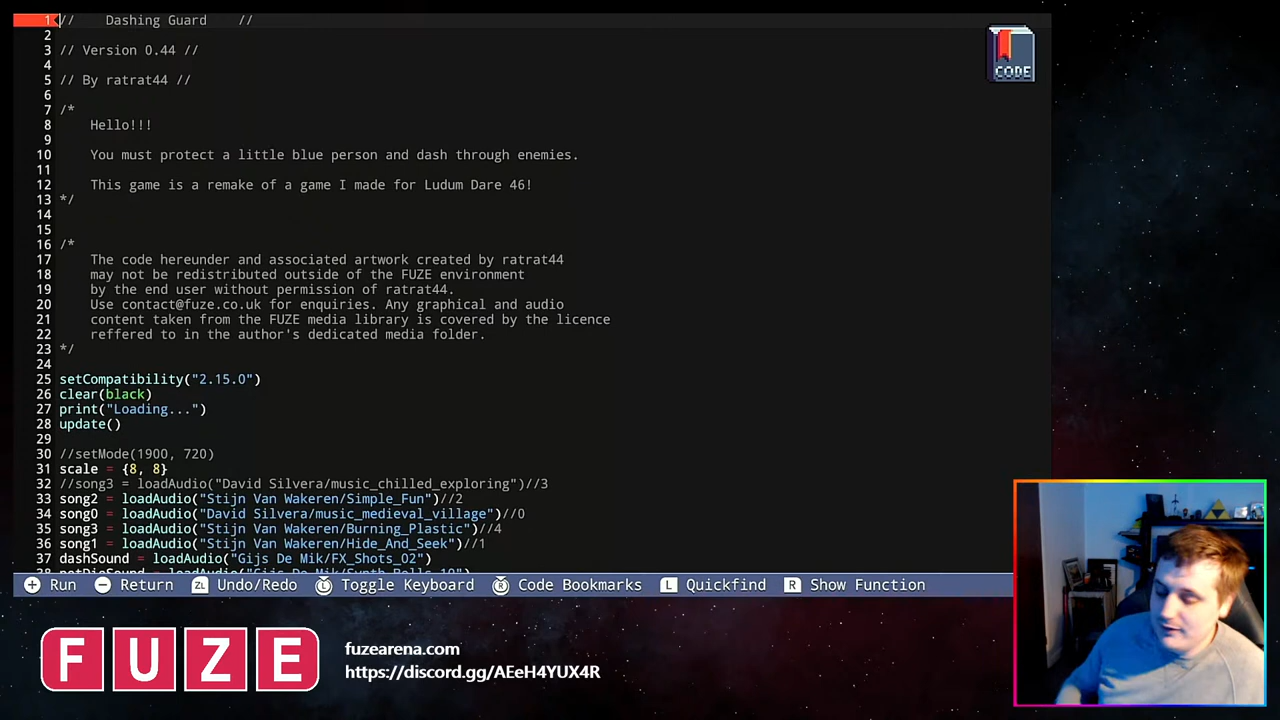 1 //    Dashing Guard    //
2
3 // Version 0.44 //
4
5 // By ratrat44 //
6
7 /*
8     Hello!!!
9
10     You must protect a little blue person and dash through enemies.
11
12     This game is a remake of a game I made for Ludum Dare 46!
13 */
14
15
16 /*
17     The code hereunder and associated artwork created by ratrat44
18     may not be redistributed outside of the FUZE environment
19     by the end user without permission of ratrat44.
20     Use contact@fuze.co.uk for enquiries. Any graphical and audio
21     content taken from the FUZE media library is covered by the licence
22     reffered to in the author's dedicated media folder.
23 */
24
25 setCompatibility("2.15.0")
26 clear(black)
27 print("Loading...")
28 update()
29
30 //setMode(1900, 720)
31 scale = {8, 8}
32 //song3 = loadAudio("David Silvera/music_chilled_exploring")//3
33 song2 = loadAudio("Stijn Van Wakeren/Simple_Fun")//2
34 song0 = loadAudio("David Silvera/music_medieval_village")//0
35 song3 = loadAudio("Stijn Van Wakeren/Burning_Plastic")//4
36 song1 = loadAudio("Stijn Van Wakeren/Hide_And_Seek")//1
37 dashSound = loadAudio("Gijs De Mik/FX_Shots_02")
CODE
+ Run - Return ZL Undo/Redo L Toggle Keyboard R Code Bookmarks L Quickfind R Show Function
FUZE
fuzearena.com
https://discord.gg/AEeH4YUX4R